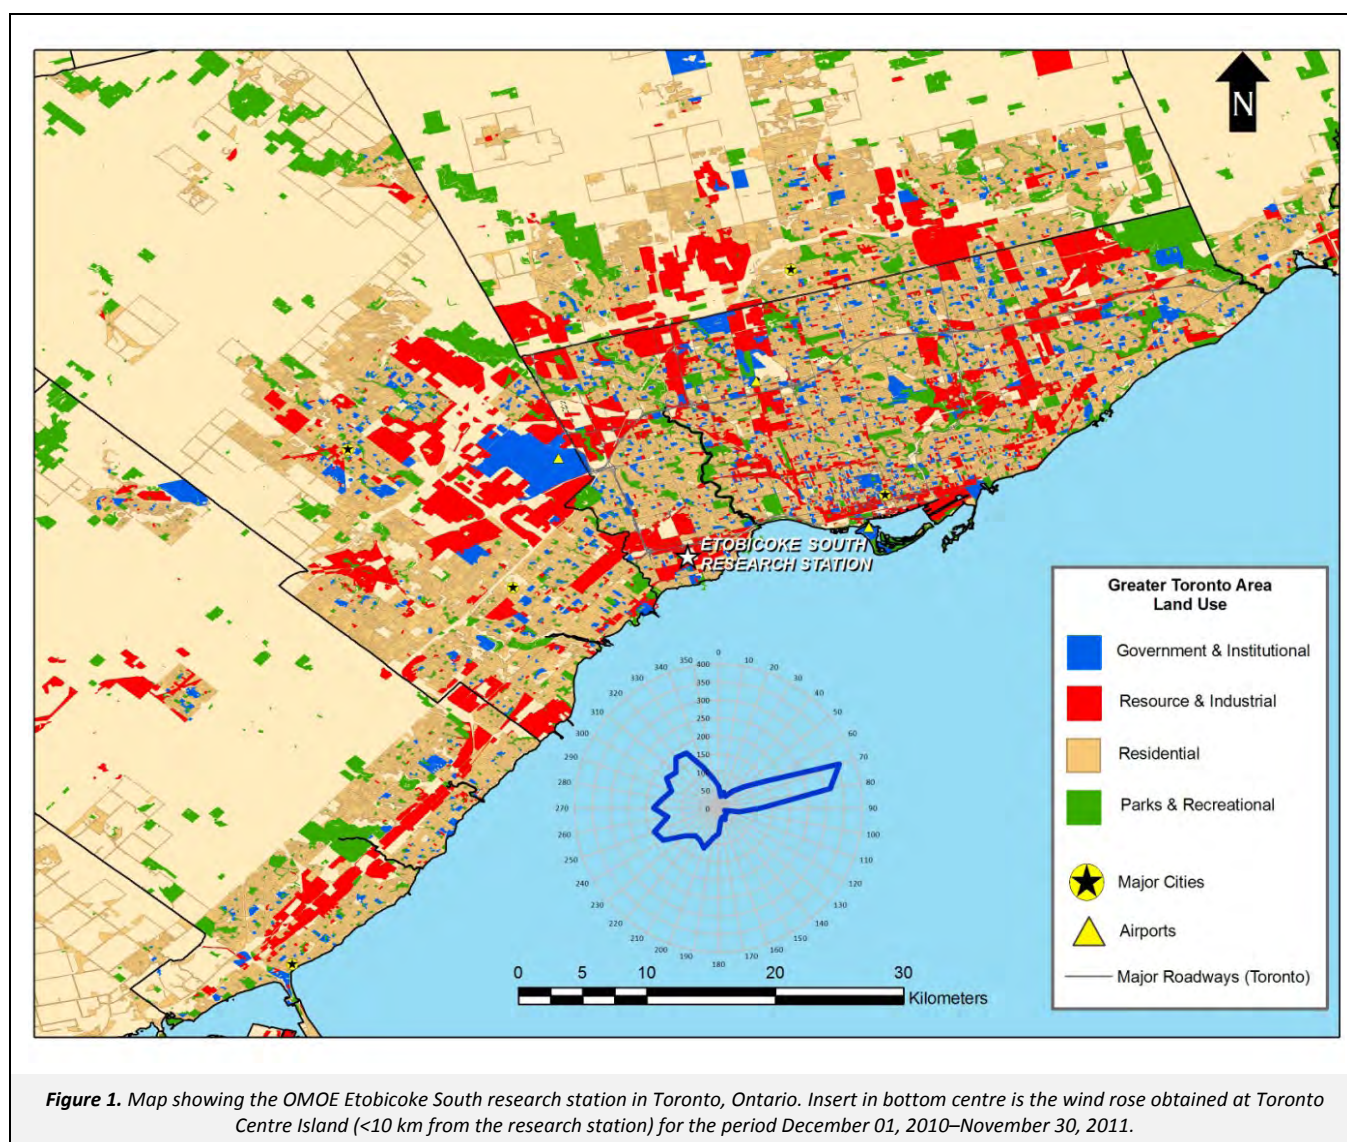 N
ETOBICOKE SOUTH
RESEARCH STATION
Greater Toronto Area
Land Use
Government & Institutional
Resource & Industrial
Residential
Parks & Recreational
Major Cities
Airports
Major Roadways (Toronto)
0
350
10
340
20
330
30
320
40
310
50
300
60
290
70
280
80
270
90
260
100
250
110
240
120
230
130
220
140
210
150
200
160
190
170
180
400
350
300
250
200
150
100
50
0
0 5 10 20 30
Kilometers
Figure 1. Map showing the OMOE Etobicoke South research station in Toronto, Ontario. Insert in bottom centre is the wind rose obtained at Toronto
Centre Island (<10 km from the research station) for the period December 01, 2010–November 30, 2011.